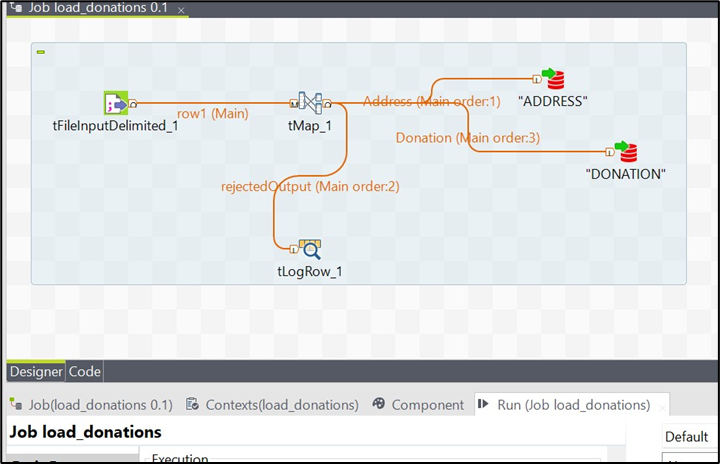 Job load_donations 0.1
Address (Main order:1)
"ADDRESS"
row1 (Main)
tFileInputDelimited_1
tMap_1
Donation (Main order:3)
"DONATION"
rejectedOutput (Main order:2)
tLogRow_1
Designer Code
Job(load_donations 0.1) Contexts(load_donations) Component Run (Job load_donations)
Job load_donations
Default
Execution